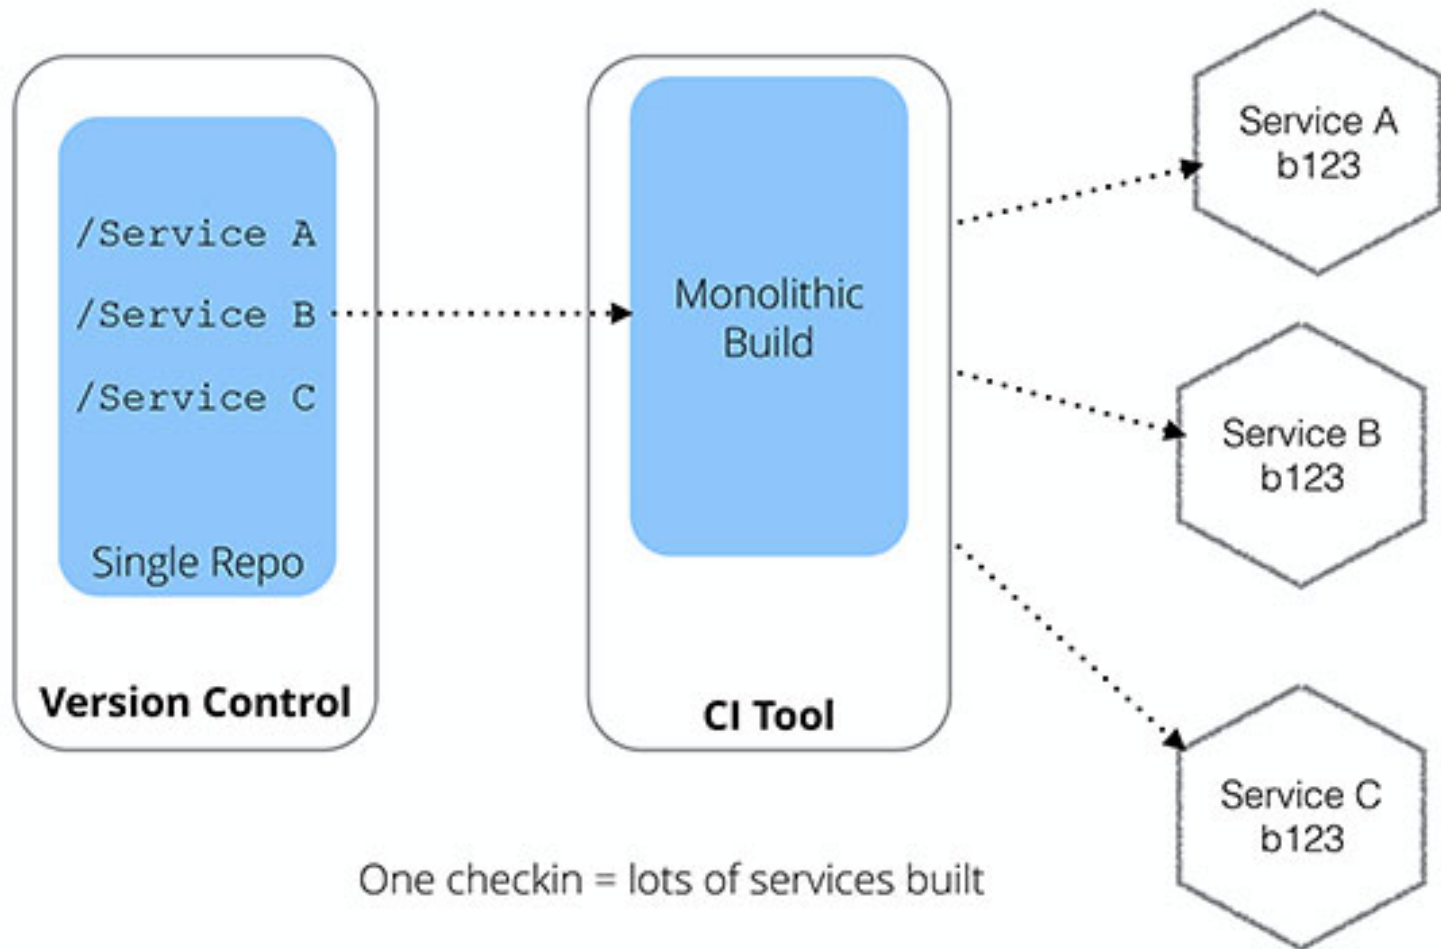 /Service A
/Service B
/Service C
Single Repo
Version Control
Monolithic
Build
CI Tool
Service A
b123
Service B
b123
Service C
b123
One checkin = lots of services built